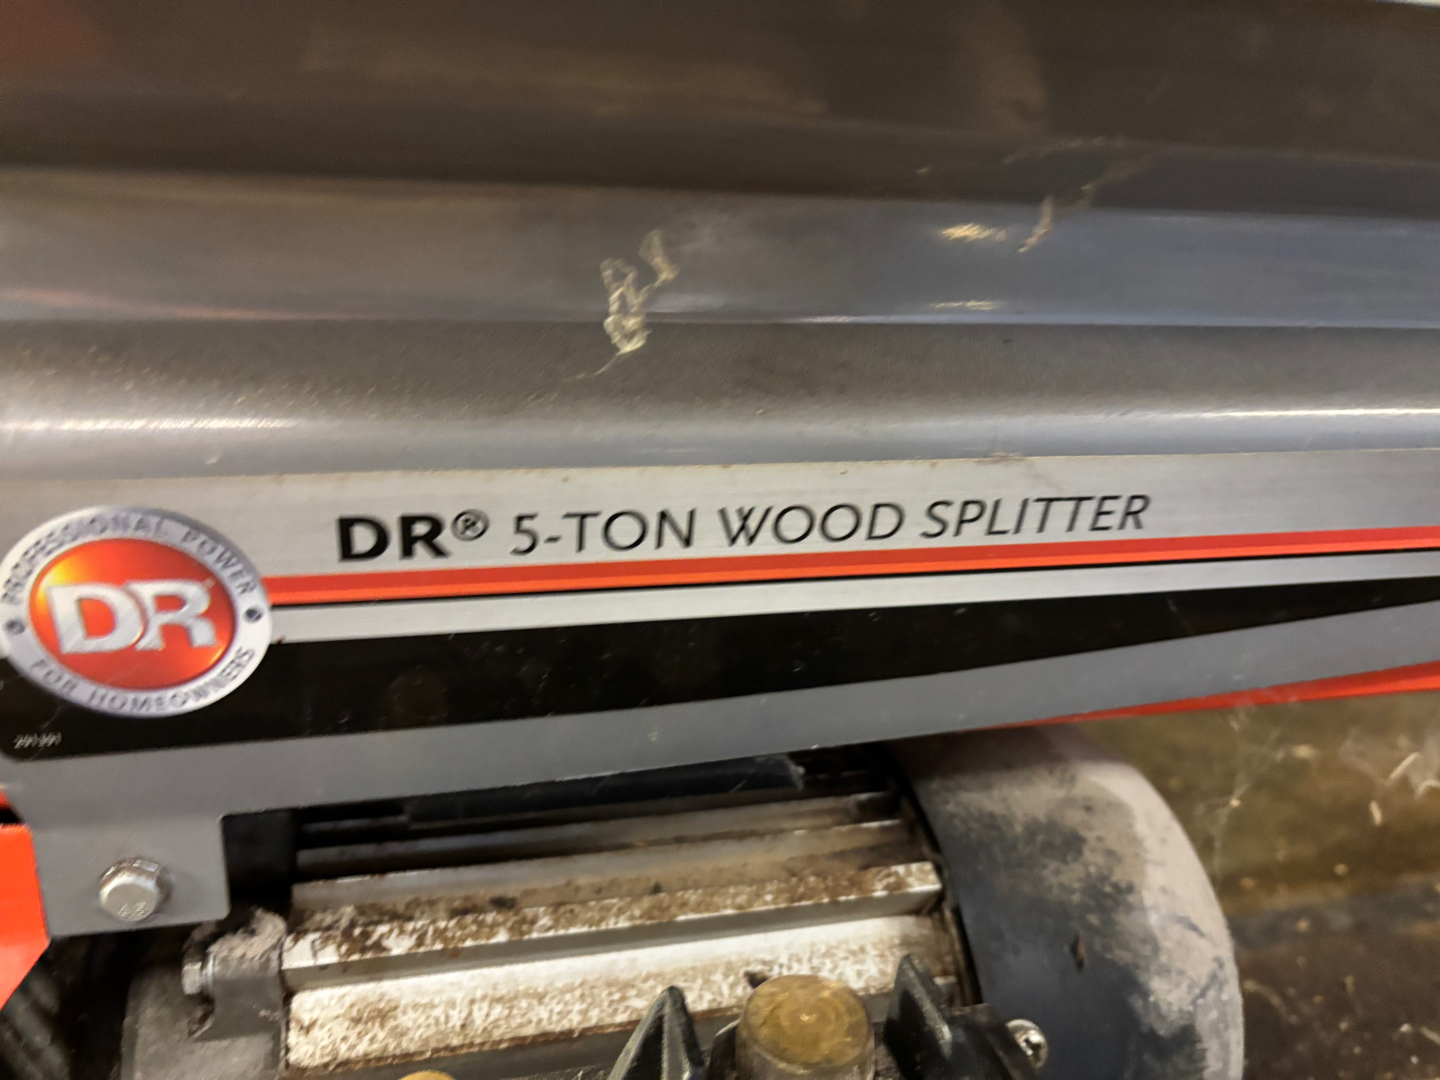 DR® 5-TON WOOD SPLITTER
PROFESSIONAL POWER
DR
FOR HOMEOWNERS